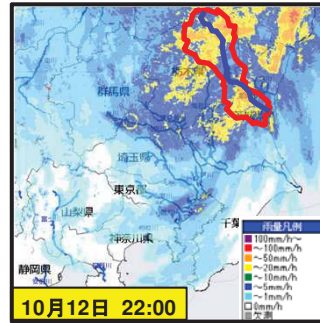 栃木県
群馬県
埼玉県
東京都
山梨県
神奈川県
千葉
静岡県
雨量凡例
100mm/h~
~100mm/h
~50mm/h
~20mm/h
~10mm/h
~5mm/h
~1mm/h
0mm/h
欠測
10月12日 22:00